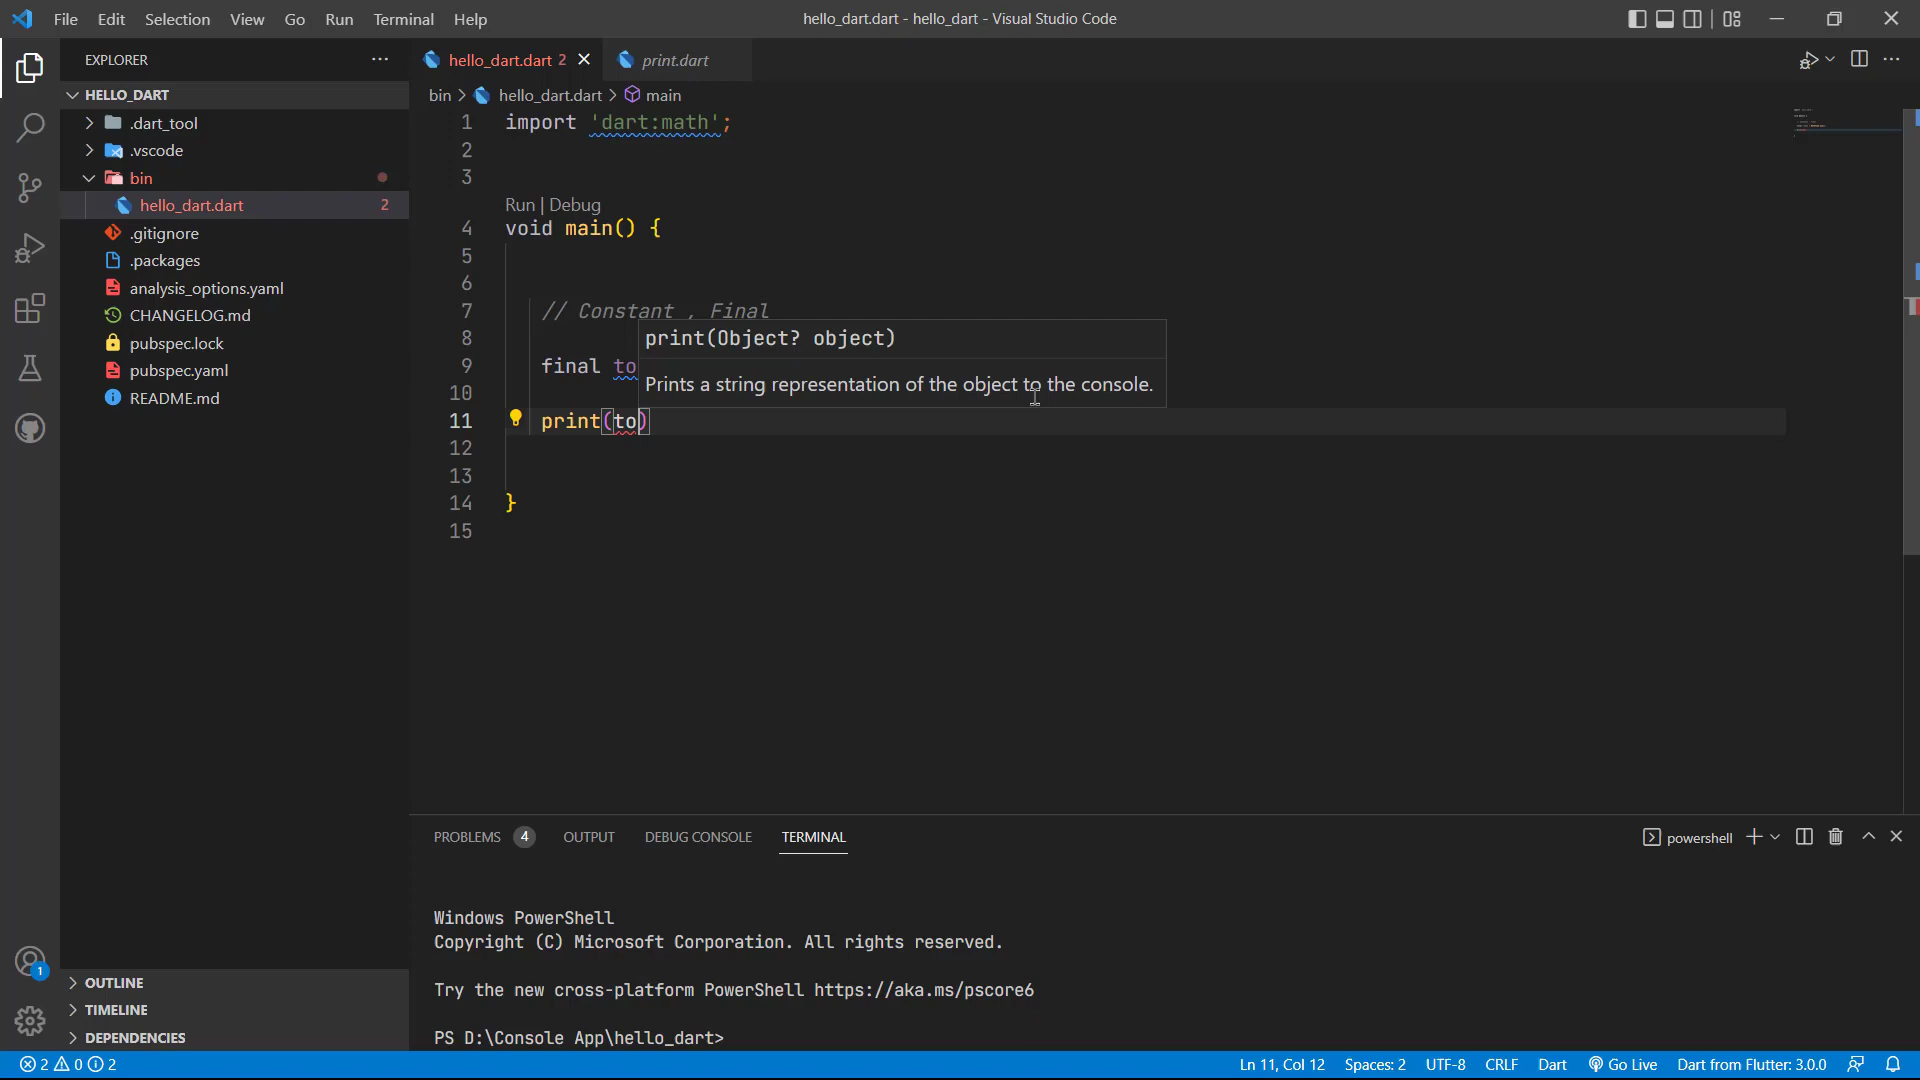 File Edit Selection View Go Run Terminal Help
hello_dart.dart - hello_dart - Visual Studio Code
EXPLORER
HELLO_DART
.dart_tool
.vscode
bin
hello_dart.dart 2
.gitignore
.packages
analysis_options.yaml
CHANGELOG.md
pubspec.lock
pubspec.yaml
README.md
OUTLINE
TIMELINE
DEPENDENCIES
hello_dart.dart 2
print.dart
bin > hello_dart.dart > main
1 import 'dart:math';
2
3
Run | Debug
4 void main() {
5
6
7 // Constant , Final
8
9 final to
10
11 print(to)
12
13
14 }
15
print(Object? object)
Prints a string representation of the object to the console.
PROBLEMS 4 OUTPUT DEBUG CONSOLE TERMINAL
powershell
Windows PowerShell
Copyright (C) Microsoft Corporation. All rights reserved.
Try the new cross-platform PowerShell https://aka.ms/pscore6
PS D:\Console App\hello_dart>
1
2 0 2
Ln 11, Col 12 Spaces: 2 UTF-8 CRLF Dart Go Live Dart from Flutter: 3.0.0